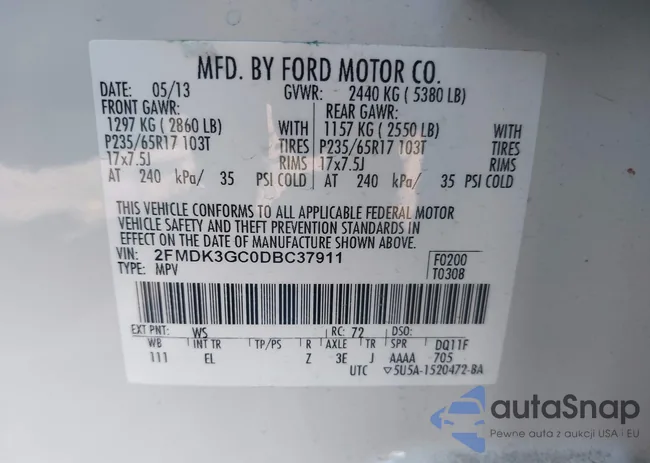 MFD. BY FORD MOTOR CO.
DATE: 05/13 GVWR: 2440 KG ( 5380 LB)
FRONT GAWR: REAR GAWR:
1297 KG ( 2860 LB) WITH 1157 KG ( 2550 LB) WITH
P235/65R17 103T TIRES P235/65R17 103T TIRES
17x7.5J RIMS 17x7.5J RIMS
AT 240 kPa/ 35 PSI COLD AT 240 kPa/ 35 PSI COLD
THIS VEHICLE CONFORMS TO ALL APPLICABLE FEDERAL MOTOR
VEHICLE SAFETY AND THEFT PREVENTION STANDARDS IN
EFFECT ON THE DATE OF MANUFACTURE SHOWN ABOVE.
VIN: 2FMDK3GC0DBC37911 F0200
TYPE: MPV T0308
EXT PNT: WS RC: 72 DSO:
WB INT TR TP/PS R AXLE TR SPR DQ11F
111 EL Z 3E J AAAA 705
UTC ▽5U5A-1520472-BA
autaSnap
Pewne auta z aukcji USA i EU